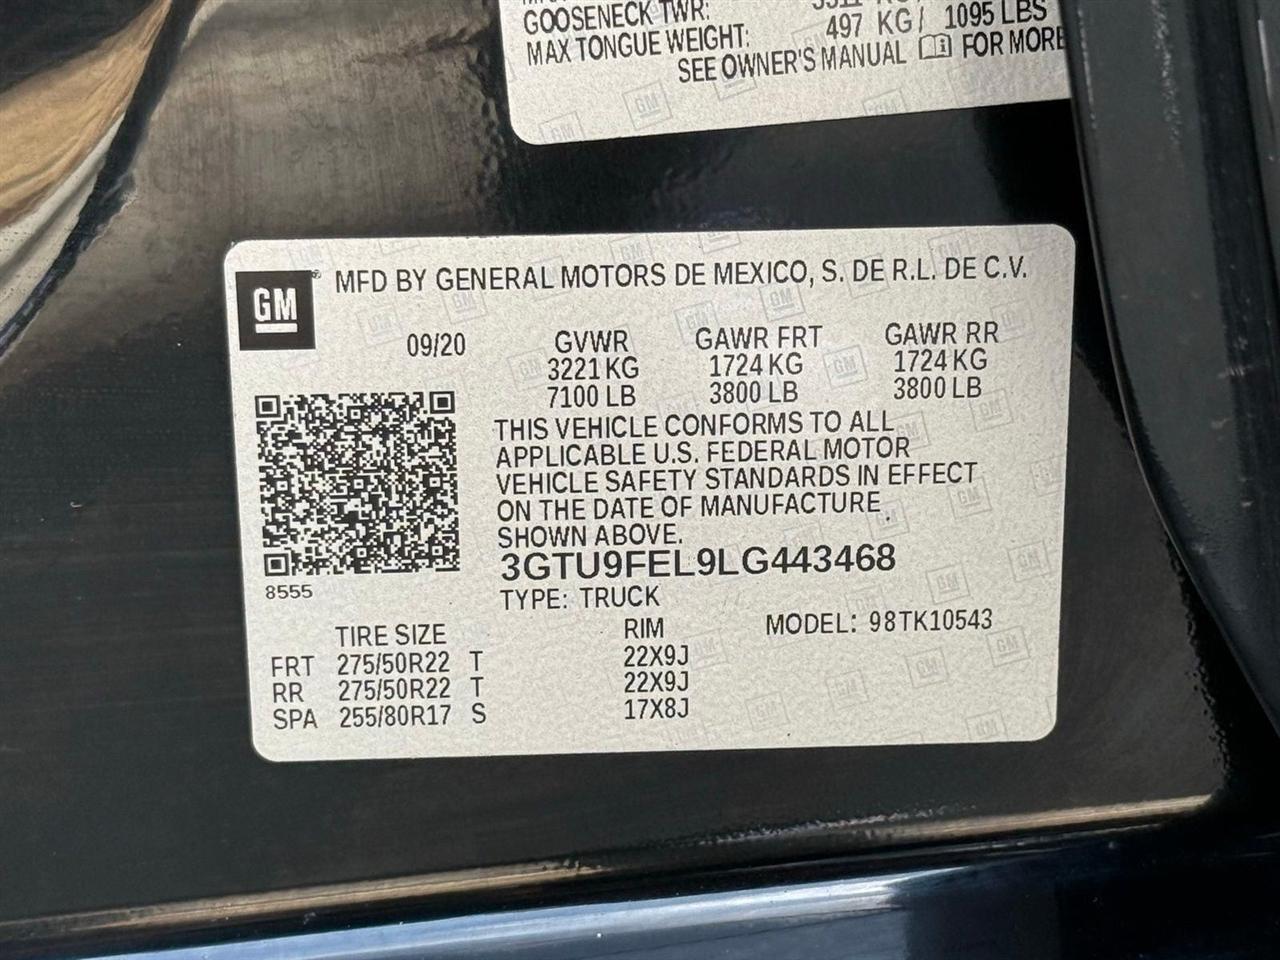 GOOSENECK TWR:
MAX TONGUE WEIGHT: 497 KG/ 1095 LBS
SEE OWNER'S MANUAL FOR MORE
GM ® MFD BY GENERAL MOTORS DE MEXICO, S. DE R.L. DE C.V.
09/20 GVWR GAWR FRT GAWR RR
3221 KG 1724 KG 1724 KG
7100 LB 3800 LB 3800 LB
THIS VEHICLE CONFORMS TO ALL
APPLICABLE U.S. FEDERAL MOTOR
VEHICLE SAFETY STANDARDS IN EFFECT
ON THE DATE OF MANUFACTURE
SHOWN ABOVE.
3GTU9FEL9LG443468
8555
TYPE: TRUCK
TIRE SIZE RIM MODEL: 98TK10543
FRT 275/50R22 T 22X9J
RR 275/50R22 T 22X9J
SPA 255/80R17 S 17X8J